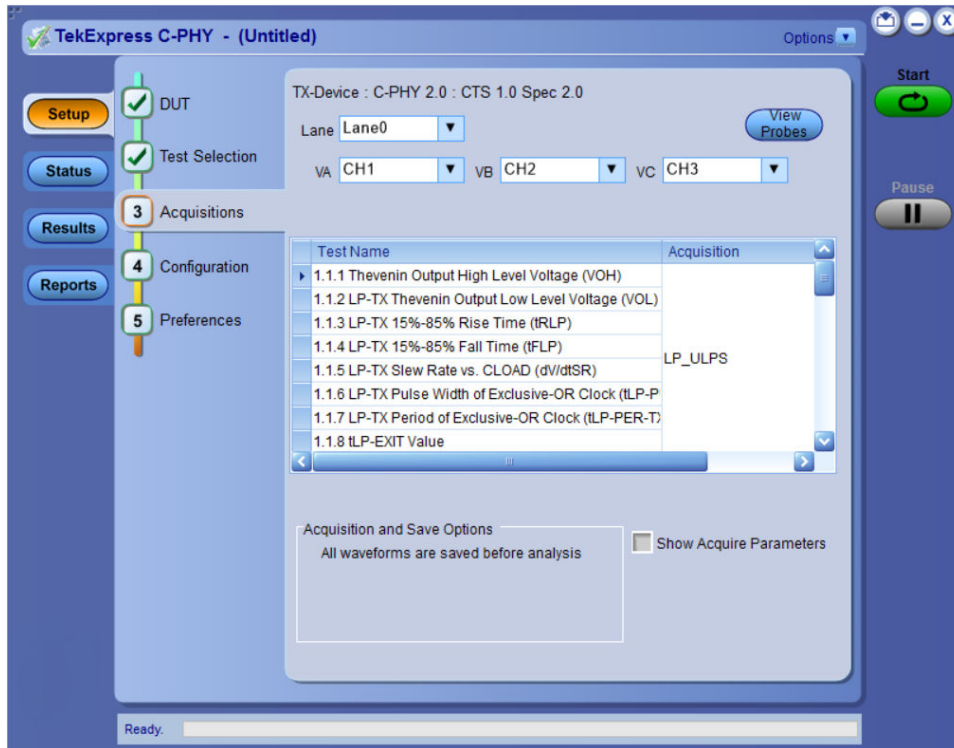 TekExpress C-PHY - (Untitled)
Options
X
Start
Pause
Setup
Status
Results
Reports
DUT
Test Selection
3 Acquisitions
4 Configuration
5 Preferences
TX-Device : C-PHY 2.0 : CTS 1.0 Spec 2.0
Lane Lane0
View
Probes
VA CH1 VB CH2 VC CH3
Test Name Acquisition
1.1.1 Thevenin Output High Level Voltage (VOH)
1.1.2 LP-TX Thevenin Output Low Level Voltage (VOL)
1.1.3 LP-TX 15%-85% Rise Time (tRLP)
1.1.4 LP-TX 15%-85% Fall Time (tFLP)
LP_ULPS
1.1.5 LP-TX Slew Rate vs. CLOAD (dV/dtSR)
1.1.6 LP-TX Pulse Width of Exclusive-OR Clock (tLP-P
1.1.7 LP-TX Period of Exclusive-OR Clock (tLP-PER-TX
1.1.8 tLP-EXIT Value
Acquisition and Save Options
All waveforms are saved before analysis
Show Acquire Parameters
Ready.